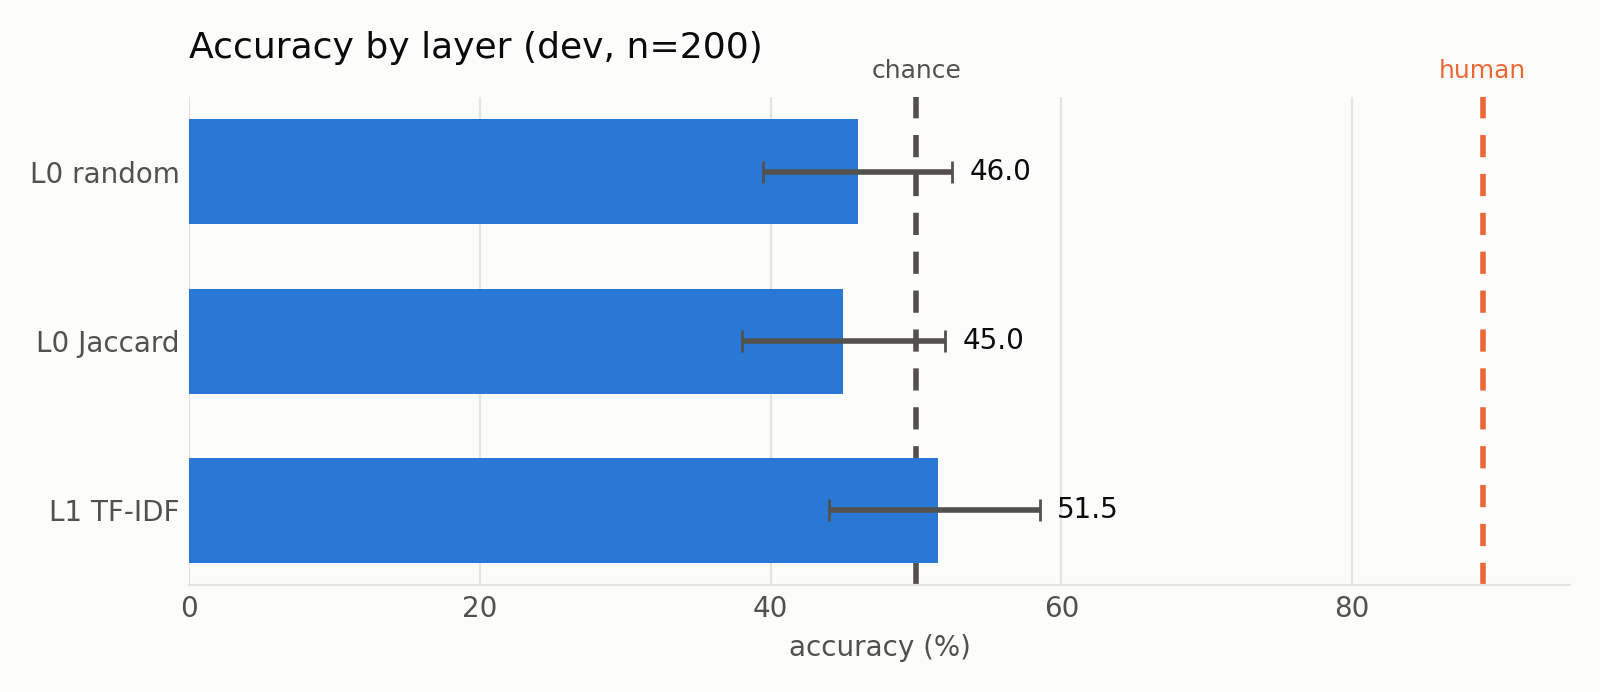 Accuracy by layer (dev, n=200)
chance
human
L0 random
46.0
L0 Jaccard
45.0
L1 TF-IDF
51.5
0
20
40
60
80
accuracy (%)